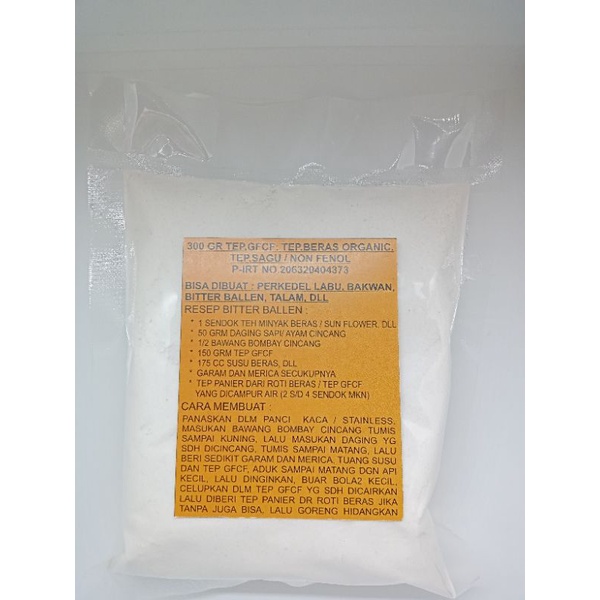 300 GR TEP.GFCF: TEP.BERAS ORGANIC,
TEP.SAGU / NON FENOL
P-IRT NO 206320404373
BISA DIBUAT : PERKEDEL LABU, BAKWAN,
BITTER BALLEN, TALAM, DLL
RESEP BITTER BALLEN :
* 1 SENDOK TEH MINYAK BERAS / SUN FLOWER, DLL
* 50 GRM DAGING SAPI/ AYAM CINCANG
* 1/2 BAWANG BOMBAY CINCANG
* 150 GRM TEP GFCF
* 175 CC SUSU BERAS, DLL
* GARAM DAN MERICA SECUKUPNYA
* TEP PANIER DARI ROTI BERAS / TEP GFCF
YANG DICAMPUR AIR (2 S/D 4 SENDOK MKN)
CARA MEMBUAT :
PANASKAN DLM PANCI KACA / STAINLESS,
MASUKAN BAWANG BOMBAY CINCANG TUMIS
SAMPAI KUNING, LALU MASUKAN DAGING YG
SDH DICINCANG, TUMIS SAMPAI MATANG, LALU
BERI SEDIKIT GARAM DAN MERICA, TUANG SUSU
DAN TEP GFCF, ADUK SAMPAI MATANG DGN API
KECIL, LALU DINGINKAN, BUAR BOLA2 KECIL,
CELUPKAN DLM TEP GFCF YG SDH DICAIRKAN
LALU DIBERI TEP PANIER DR ROTI BERAS JIKA
TANPA JUGA BISA, LALU GORENG HIDANGKAN